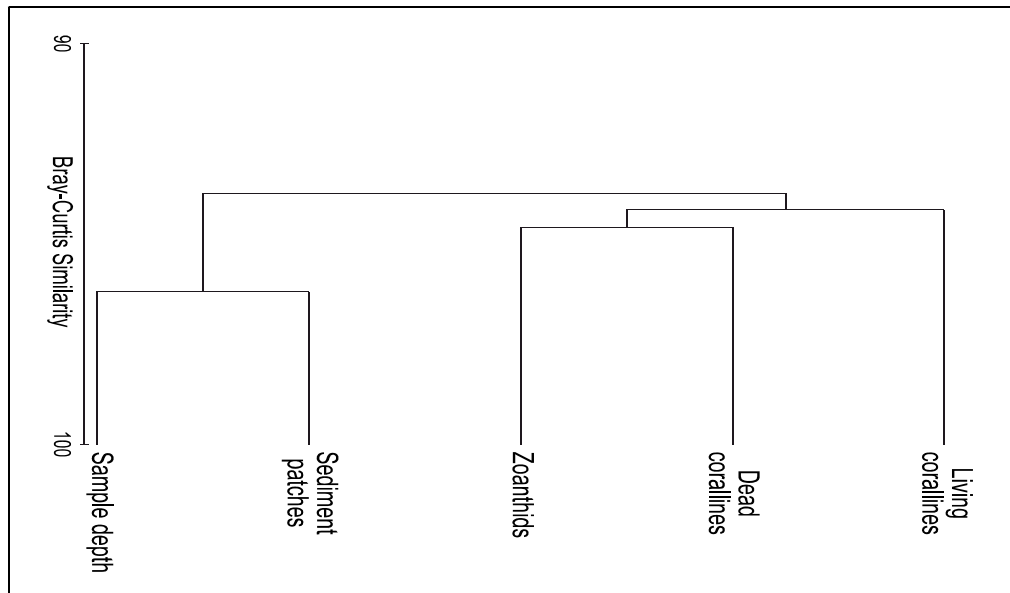 90
Bray-Curtis Similarity
100
Sample depth
Sediment
patches
Zoanthids
Dead
corallines
Living
corallines